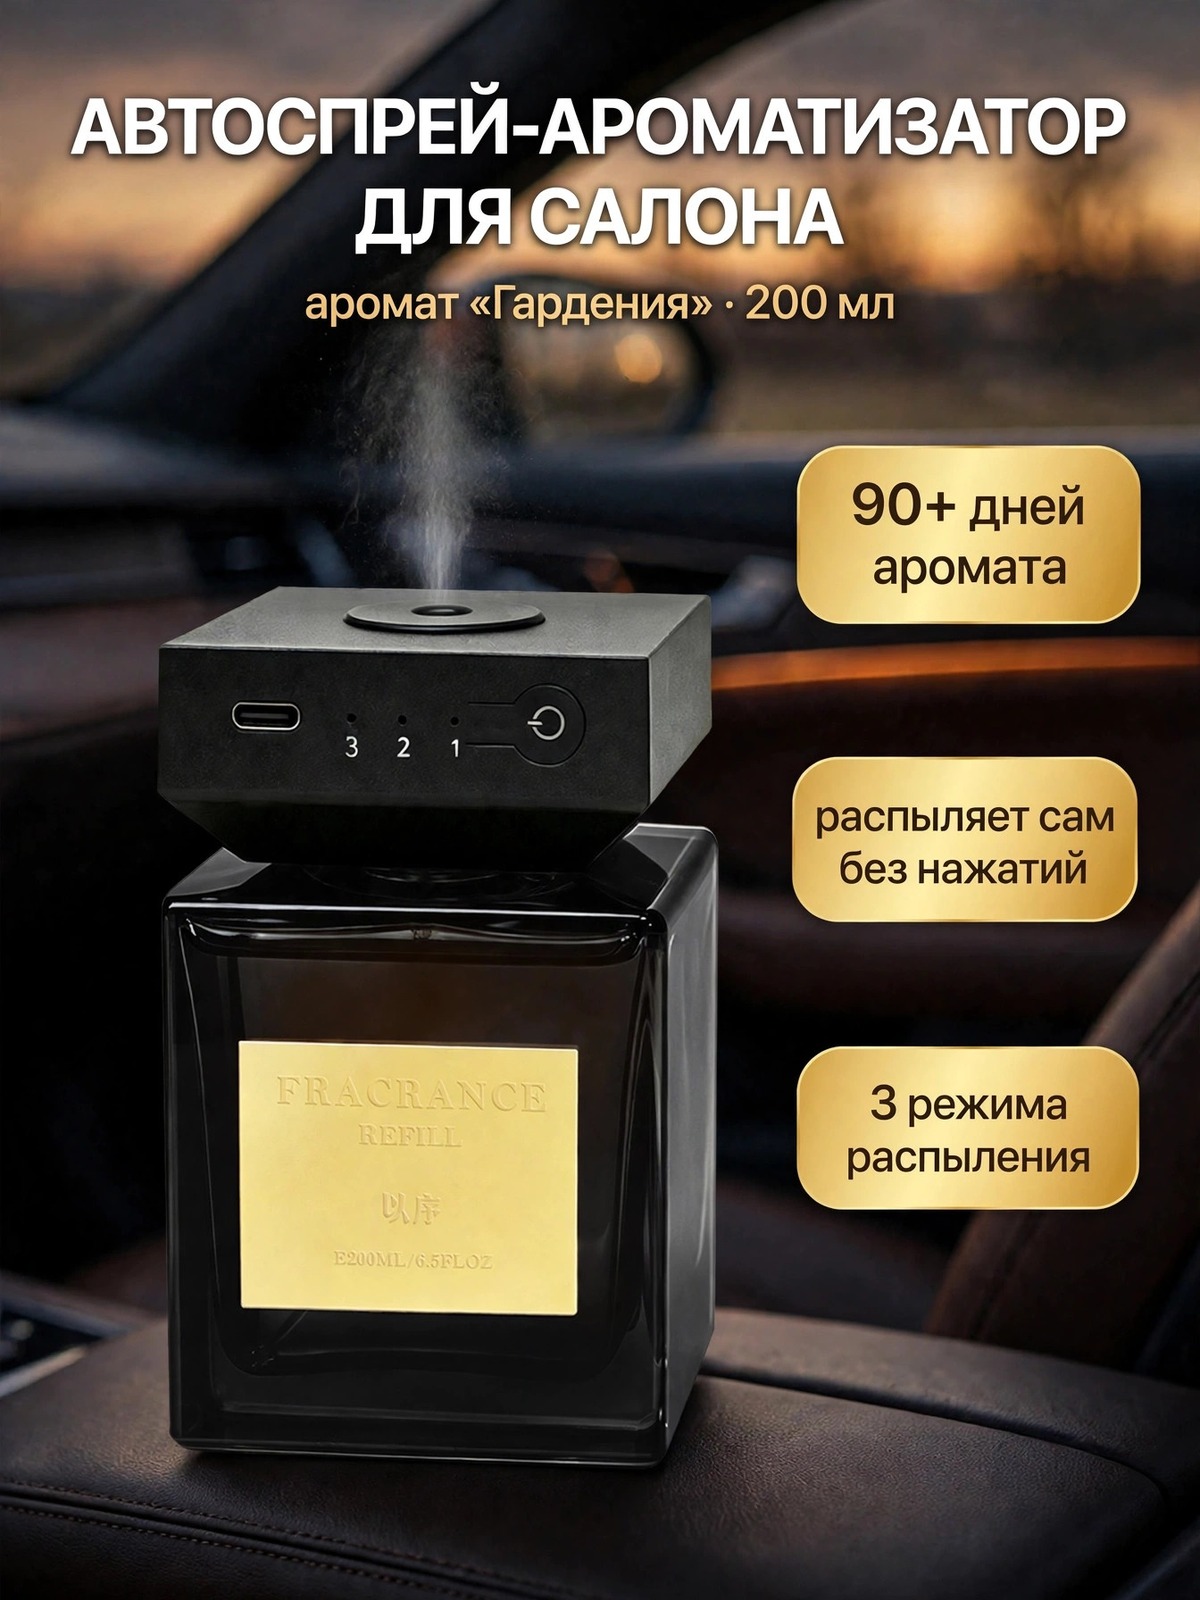 АВТОСПРЕЙ-АРОМАТИЗАТОР
ДЛЯ САЛОНА
аромат «Гардения» · 200 мл
90+ дней
аромата
3 2 1
распыляет сам
без нажатий
FRAGRANCE
REFILL
以序
E200ML/6.5FLOZ
3 режима
распыления